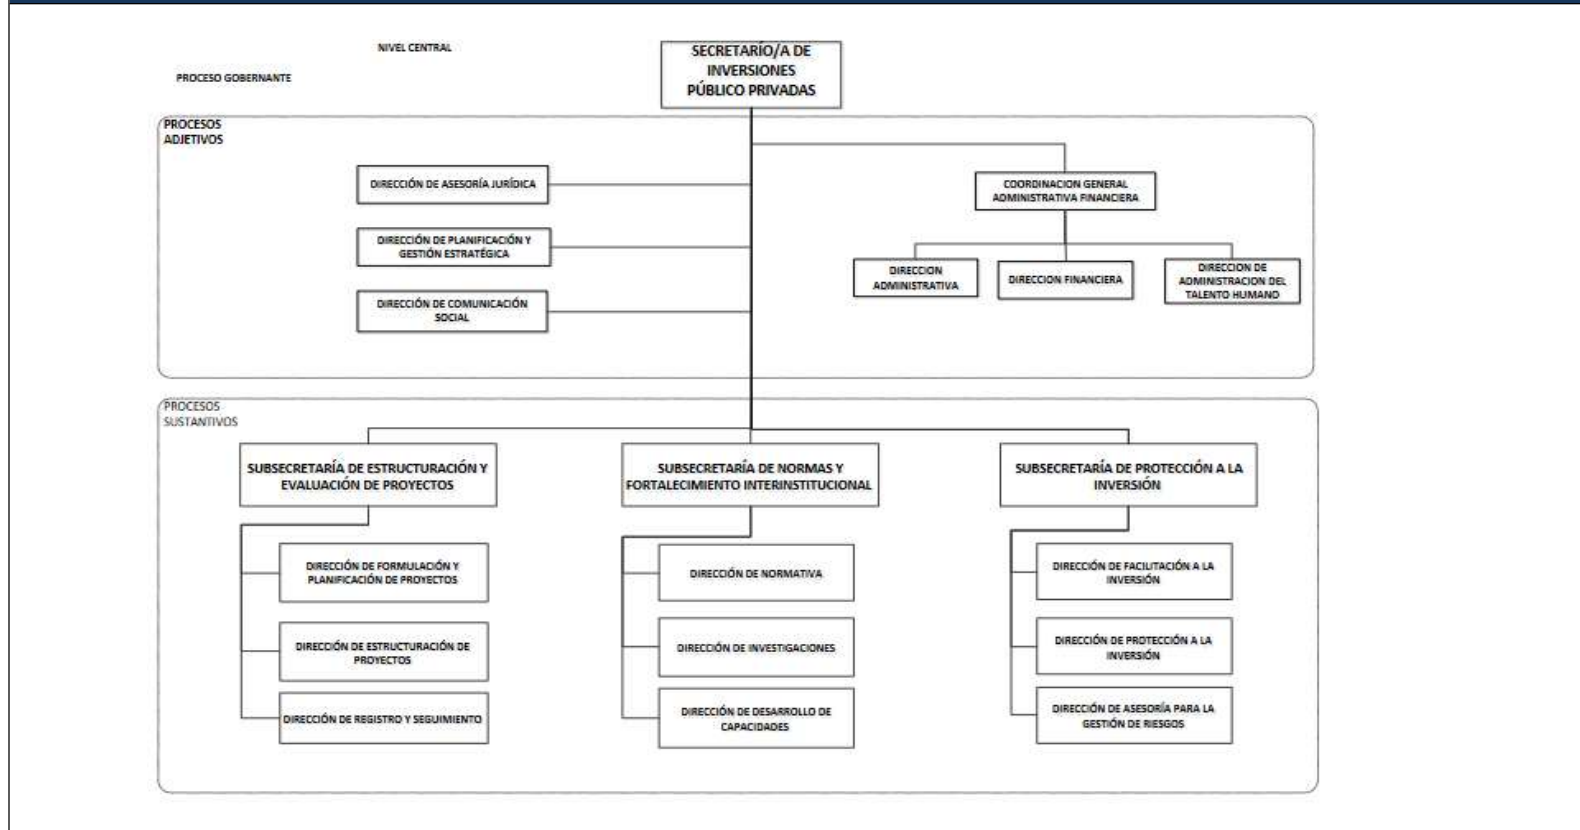 NIVEL CENTRAL
SECRETARÍO/A DE
INVERSIONES
PÚBLICO PRIVADAS
PROCESO GOBERNANTE
PROCESOS
ADJETIVOS
DIRECCIÓN DE ASESORÍA JURÍDICA
COORDINACION GENERAL
ADMINISTRATIVA FINANCIERA
DIRECCIÓN DE PLANIFICACIÓN Y
GESTIÓN ESTRATÉGICA
DIRECCION
ADMINISTRATIVA
DIRECCION FINANCIERA
DIRECCION DE
ADMINISTRACION DEL
TALENTO HUMANO
DIRECCIÓN DE COMUNICACIÓN
SOCIAL
PROCESOS
SUSTANTIVOS
SUBSECRETARÍA DE ESTRUCTURACIÓN Y
EVALUACIÓN DE PROYECTOS
SUBSECRETARÍA DE NORMAS Y
FORTALECIMIENTO INTERINSTITUCIONAL
SUBSECRETARÍA DE PROTECCIÓN A LA
INVERSIÓN
DIRECCIÓN DE FORMULACIÓN Y
PLANIFICACIÓN DE PROYECTOS
DIRECCIÓN DE NORMATIVA
DIRECCIÓN DE FACILITACIÓN A LA
INVERSIÓN
DIRECCIÓN DE ESTRUCTURACIÓN DE
PROYECTOS
DIRECCIÓN DE INVESTIGACIONES
DIRECCIÓN DE PROTECCIÓN A LA
INVERSIÓN
DIRECCIÓN DE REGISTRO Y SEGUIMIENTO
DIRECCIÓN DE DESARROLLO DE
CAPACIDADES
DIRECCIÓN DE ASESORÍA PARA LA
GESTIÓN DE RIESGOS